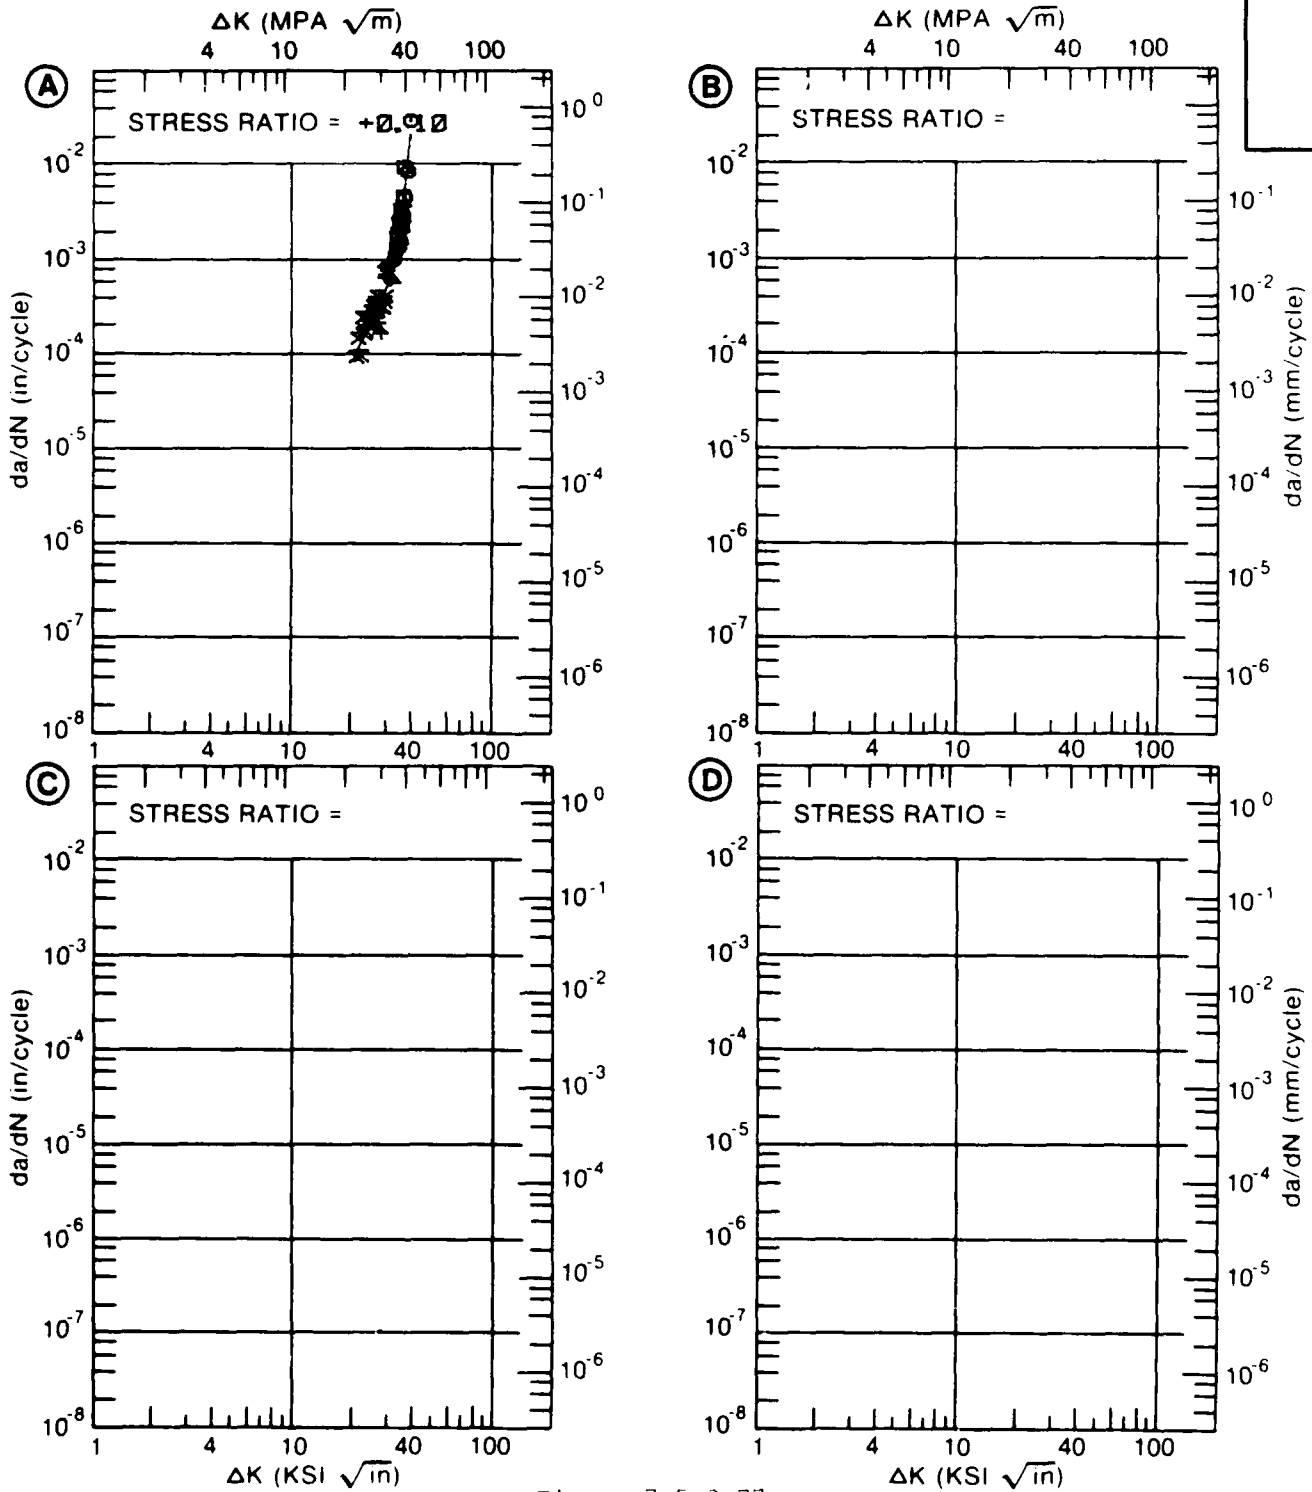 ΔK (MPA √m)
4 10 40 100
A
STRESS RATIO = +0.10
10⁰
10⁻²
10⁻¹
10⁻³
10⁻²
10⁻⁴
10⁻³
10⁻⁵
10⁻⁴
10⁻⁶
10⁻⁵
10⁻⁷
10⁻⁶
10⁻⁸
1 4 10 40 100
da/dN (in/cycle)
ΔK (MPA √m)
4 10 40 100
B
STRESS RATIO =
10⁻²
10⁻¹
10⁻³
10⁻²
10⁻⁴
10⁻³
10⁻⁵
10⁻⁴
10⁻⁶
10⁻⁵
10⁻⁷
10⁻⁶
10⁻⁸
1 4 10 40 100
da/dN (mm/cycle)
C
STRESS RATIO =
10⁰
10⁻²
10⁻¹
10⁻³
10⁻²
10⁻⁴
10⁻³
10⁻⁵
10⁻⁴
10⁻⁶
10⁻⁵
10⁻⁷
10⁻⁶
10⁻⁸
1 4 10 40 100
da/dN (in/cycle)
ΔK (KSI √in)
D
STRESS RATIO =
10⁰
10⁻²
10⁻¹
10⁻³
10⁻²
10⁻⁴
10⁻³
10⁻⁵
10⁻⁴
10⁻⁶
10⁻⁵
10⁻⁷
10⁻⁶
10⁻⁸
1 4 10 40 100
da/dN (mm/cycle)
ΔK (KSI √in)